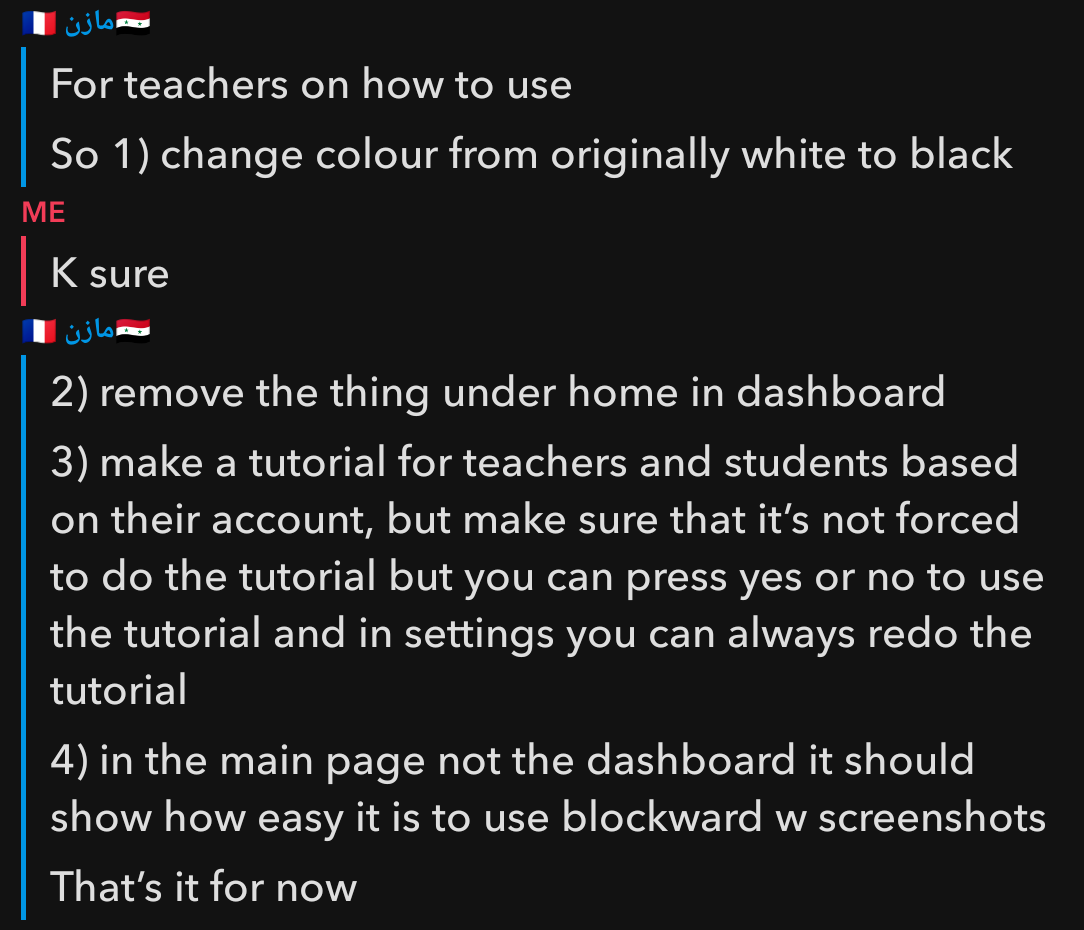 🇫🇷 مازن🇸🇾
For teachers on how to use
So 1) change colour from originally white to black
ME
K sure
🇫🇷 مازن🇸🇾
2) remove the thing under home in dashboard
3) make a tutorial for teachers and students based
on their account, but make sure that it’s not forced
to do the tutorial but you can press yes or no to use
the tutorial and in settings you can always redo the
tutorial
4) in the main page not the dashboard it should
show how easy it is to use blockward w screenshots
That’s it for now